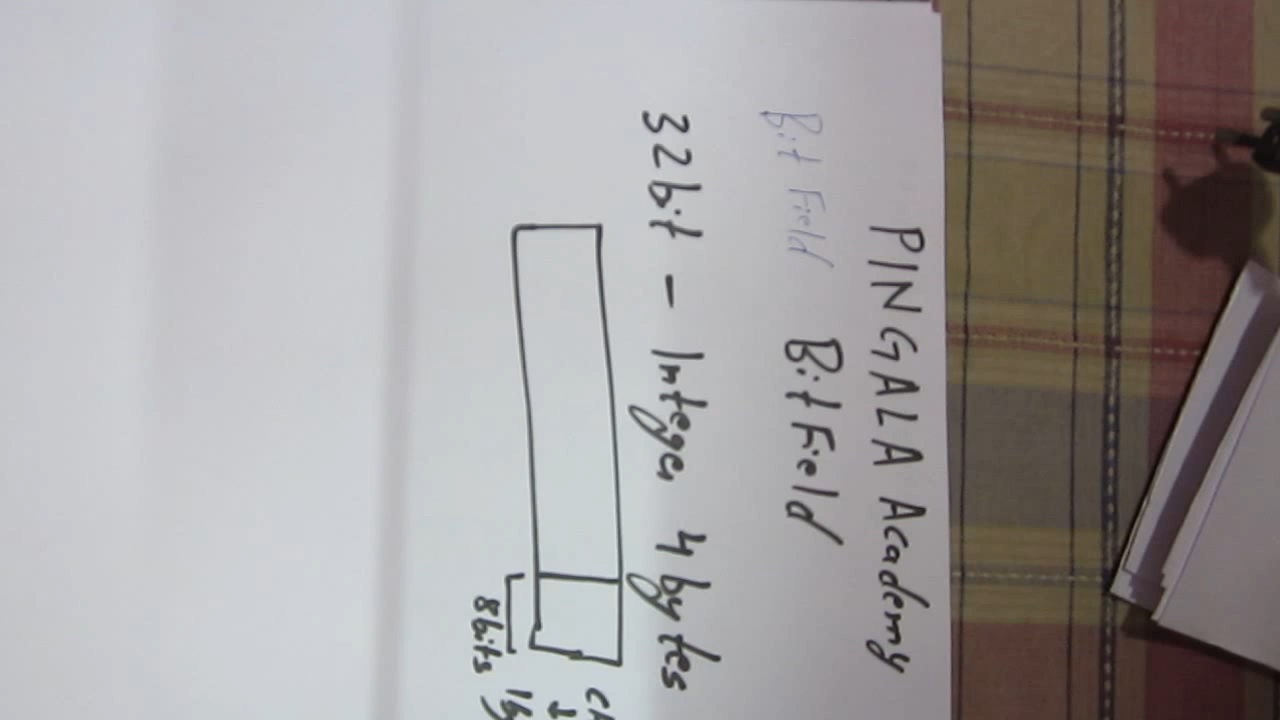 PINGALA Academy
Bit Field Bit Field
32bit - Integer 4 bytes
8bits